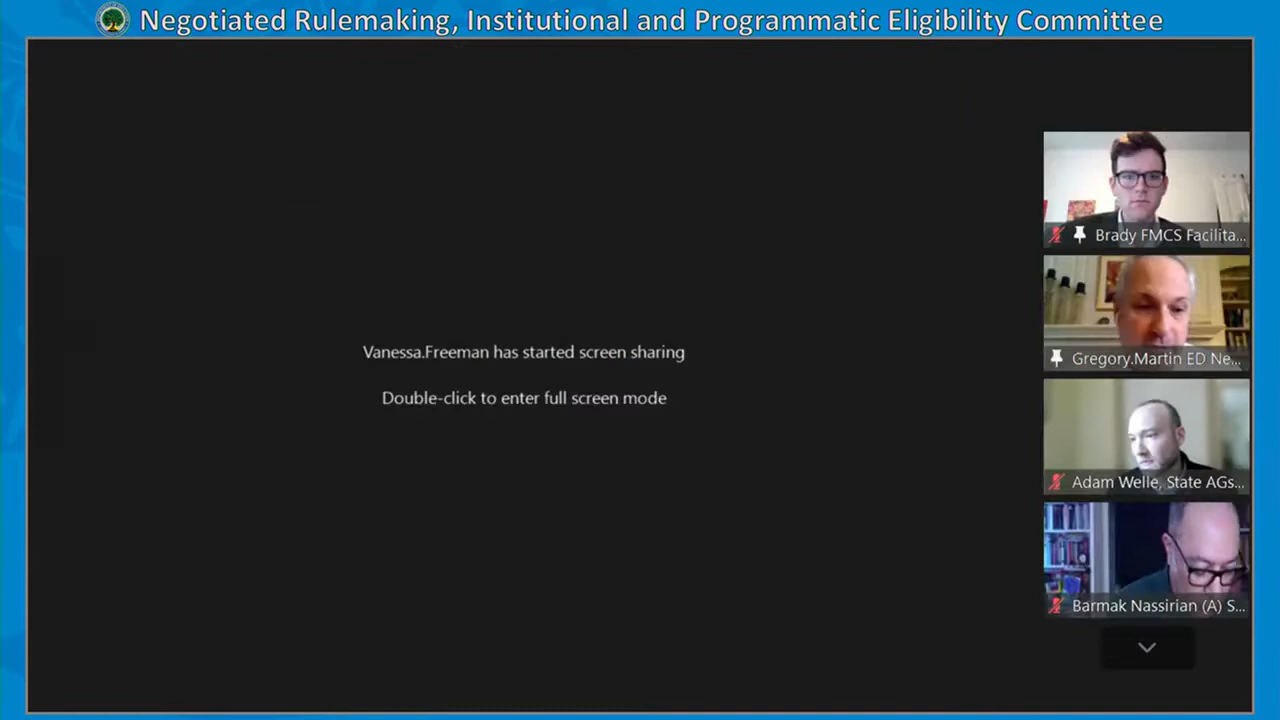 Negotiated Rulemaking, Institutional and Programmatic Eligibility Committee
Vanessa.Freeman has started screen sharing
Double-click to enter full screen mode
Brady FMCS Facilita...
Gregory.Martin ED Ne...
Adam Welle, State AGs...
Barmak Nassirian (A) S...